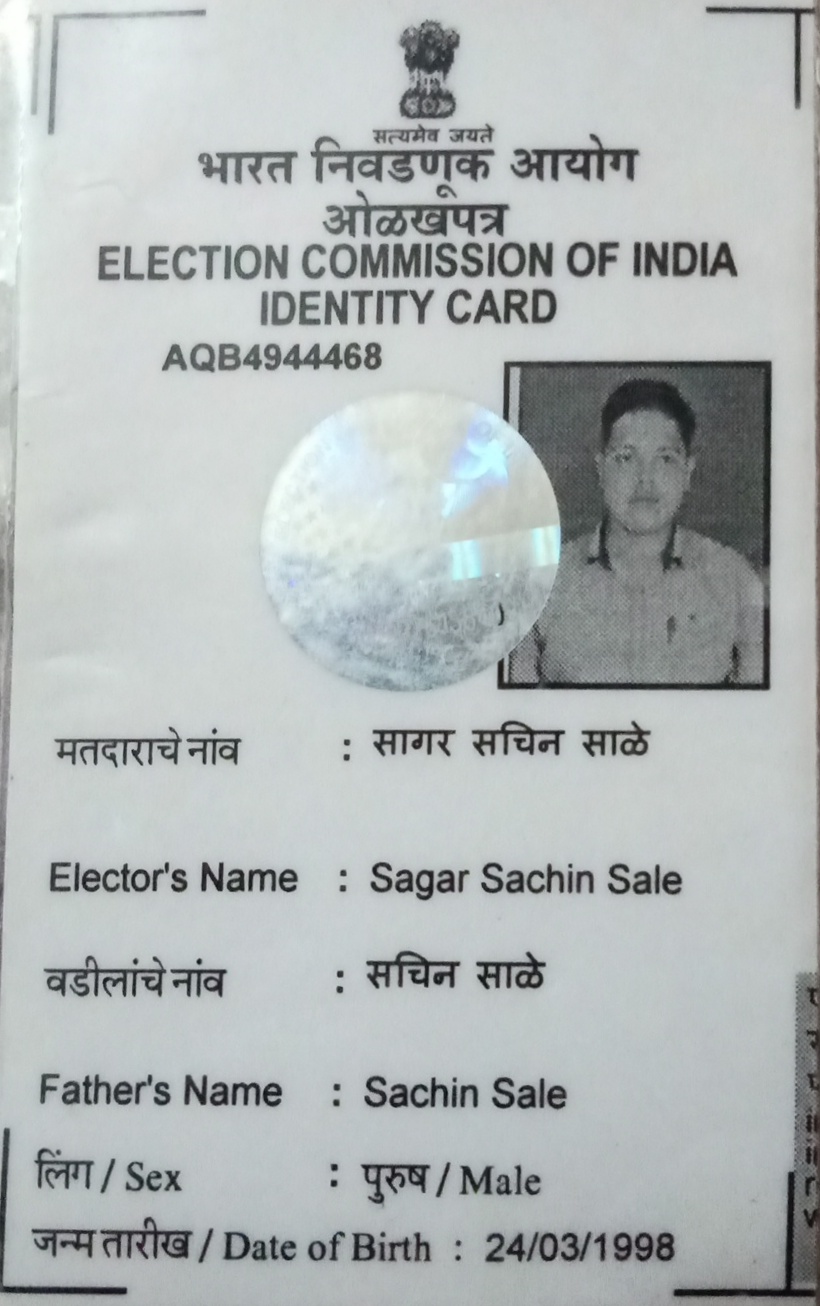 सत्यमेव जयते
भारत निवडणूक आयोग
ओळखपत्र
ELECTION COMMISSION OF INDIA
IDENTITY CARD
AQB4944468
मतदाराचे नांव : सागर सचिन साळे
Elector's Name : Sagar Sachin Sale
वडीलांचे नांव : सचिन साळे
Father's Name : Sachin Sale
लिंग / Sex : पुरुष / Male
जन्म तारीख / Date of Birth : 24/03/1998